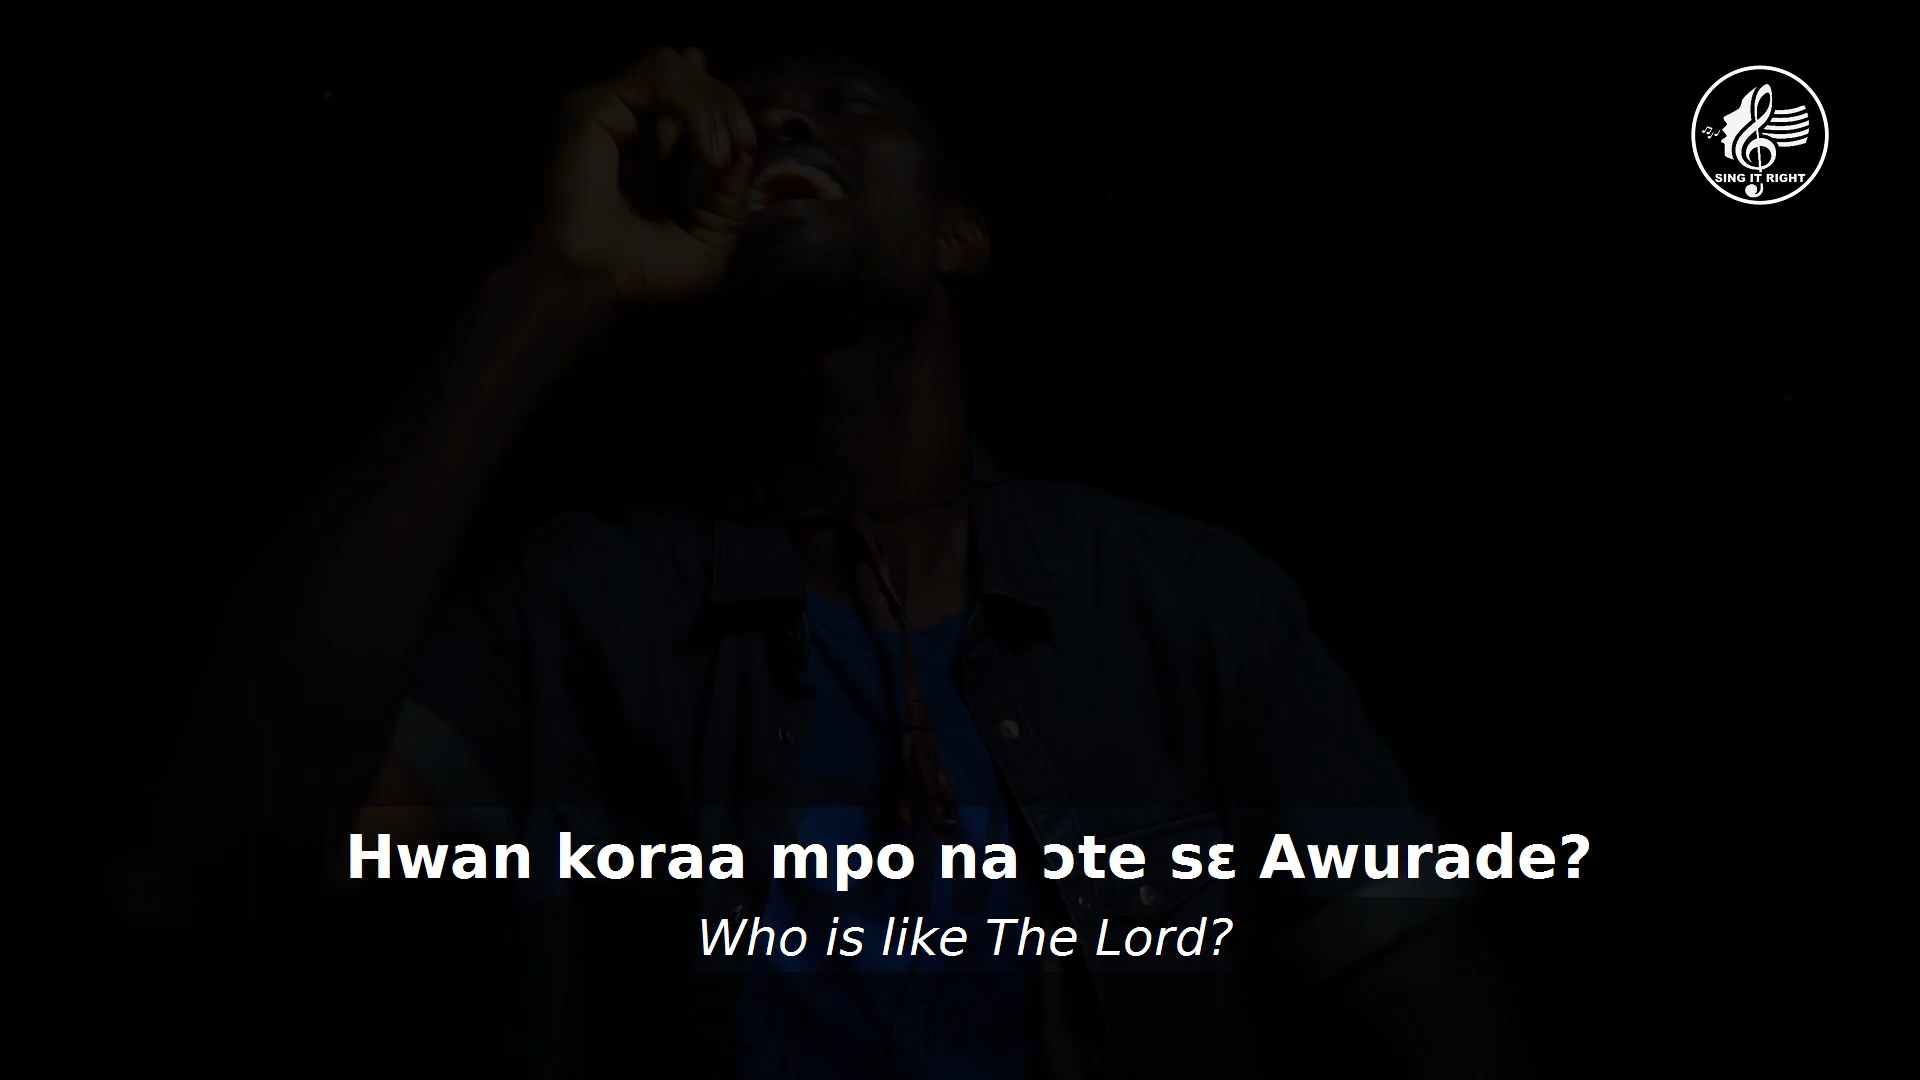 SING IT RIGHT
Hwan koraa mpo na ɔte sɛ Awurade?
Who is like The Lord?